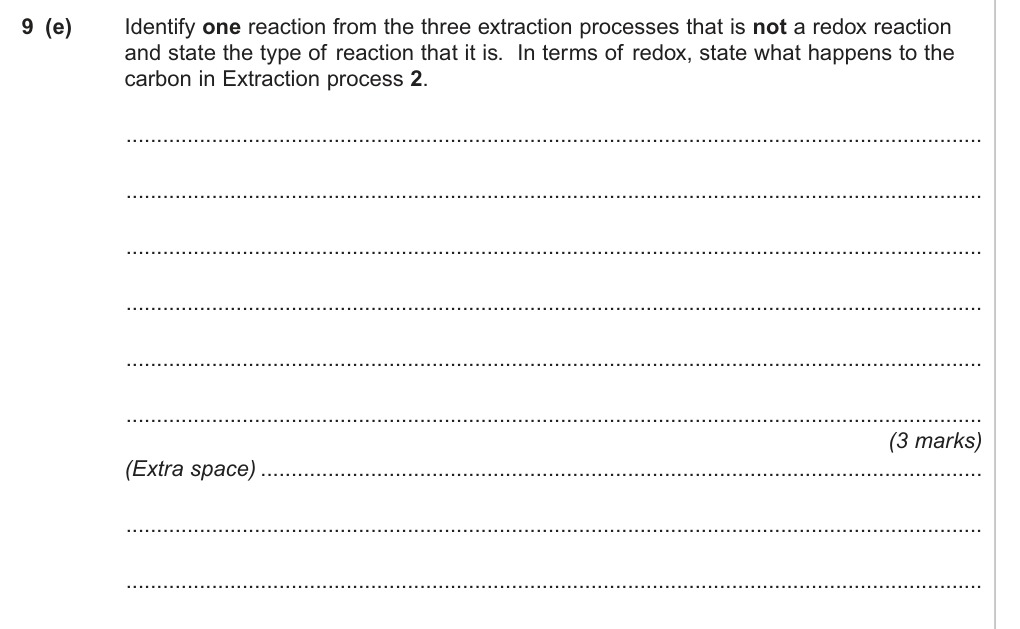 9 (e) Identify one reaction from the three extraction processes that is not a redox reaction
and state the type of reaction that it is. In terms of redox, state what happens to the
carbon in Extraction process 2.
(3 marks)
(Extra space)